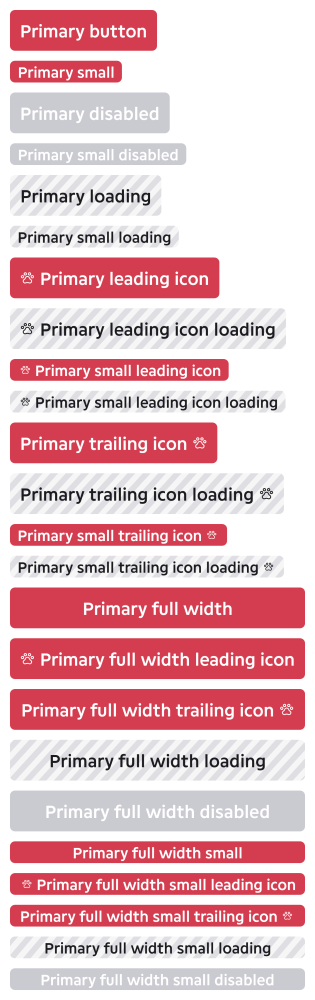 Primary button
Primary small
Primary disabled
Primary small disabled
Primary loading
Primary small loading
Primary leading icon
Primary leading icon loading
Primary small leading icon
Primary small leading icon loading
Primary trailing icon
Primary trailing icon loading
Primary small trailing icon
Primary small trailing icon loading
Primary full width
Primary full width leading icon
Primary full width trailing icon
Primary full width loading
Primary full width disabled
Primary full width small
Primary full width small leading icon
Primary full width small trailing icon
Primary full width small loading
Primary full width small disabled